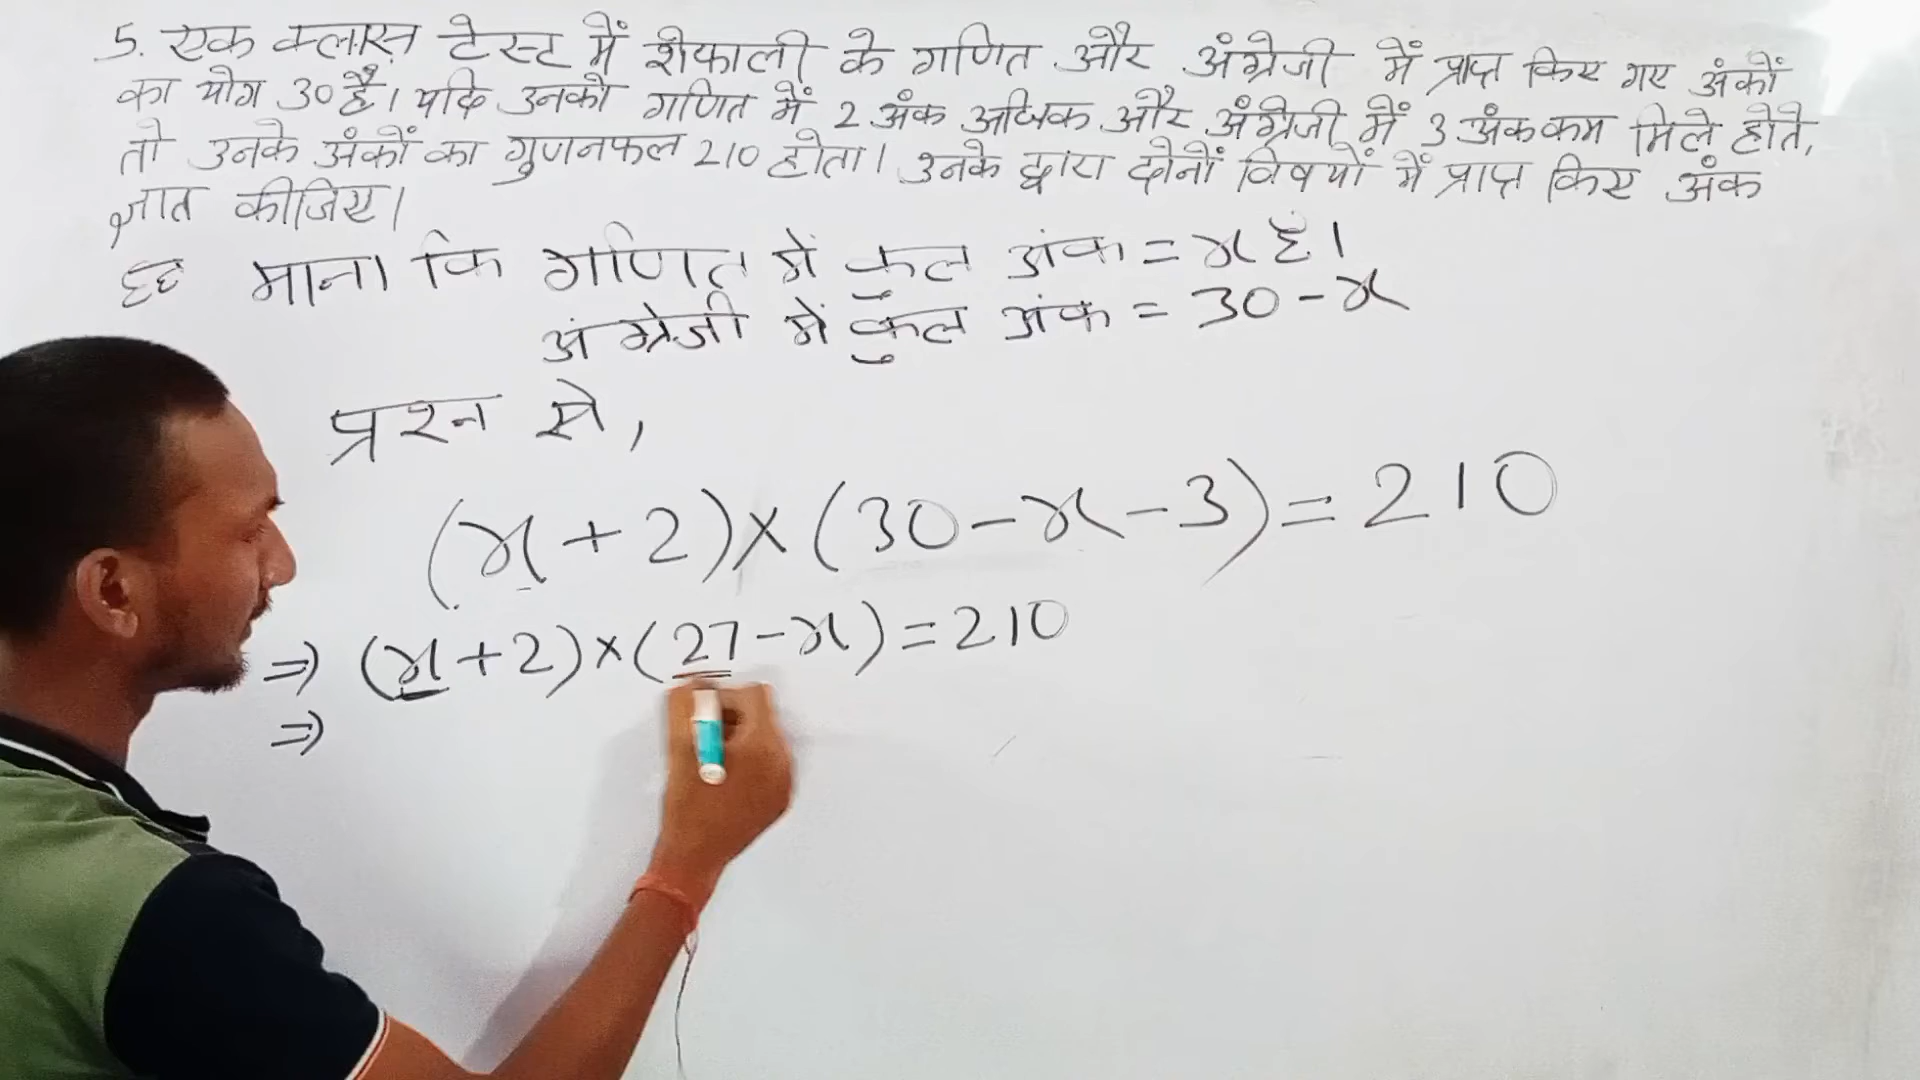 5. एक क्लास टेस्ट में शेफाली के गणित और अंग्रेजी में प्राप्त किए गए अंकों
का योग 30 है। यदि उनको गणित में 2 अंक अधिक और अंग्रेजी में 3 अंक कम मिले होते,
तो उनके अंकों का गुणनफल 210 होता। उनके द्वारा दोनों विषयों में प्राप्त किए अंक
ज्ञात कीजिए।
माना कि गणित में कुल अंक = x है।
अंग्रेजी में कुल अंक = 30 - x
प्रश्न से,
(x + 2) × (30 - x - 3) = 210
⇒ (x + 2) × (27 - x) = 210
⇒